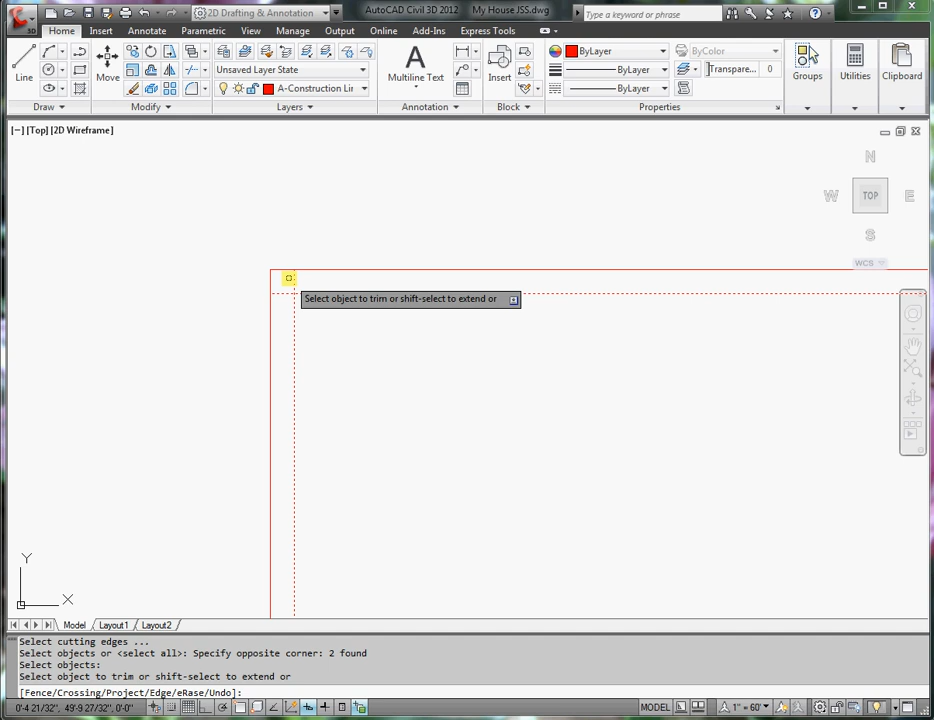 2D Drafting & Annotation
AutoCAD Civil 3D 2012
My House JSS.dwg
Type a keyword or phrase
3D
Home
Insert
Annotate
Parametric
View
Manage
Output
Online
Add-Ins
Express Tools
Line
Move
Unsaved Layer State
A-Construction Lir
A
Multiline Text
Insert
ByLayer
ByLayer
ByLayer
ByColor
Transpare...
0
Groups
Utilities
Clipboard
Draw
Modify
Layers
Annotation
Block
Properties
[−] [Top] [2D Wireframe]
N
W
TOP
E
S
WCS
Select object to trim or shift-select to extend or
Y
X
Model
Layout1
Layout2
Select cutting edges ...
Select objects or <select all>: Specify opposite corner: 2 found
Select objects:
Select object to trim or shift-select to extend or
[Fence/Crossing/Project/Edge/eRase/Undo]:
0'-4 21/32", 49'-9 27/32", 0'-0"
MODEL
1" = 60'